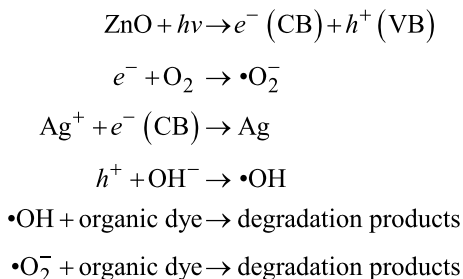 ZnO + hν → e⁻ (CB) + h⁺ (VB)
e⁻ + O₂ → •O₂⁻
Ag⁺ + e⁻ (CB) → Ag
h⁺ + OH⁻ → •OH
•OH + organic dye → degradation products
•O₂⁻ + organic dye → degradation products